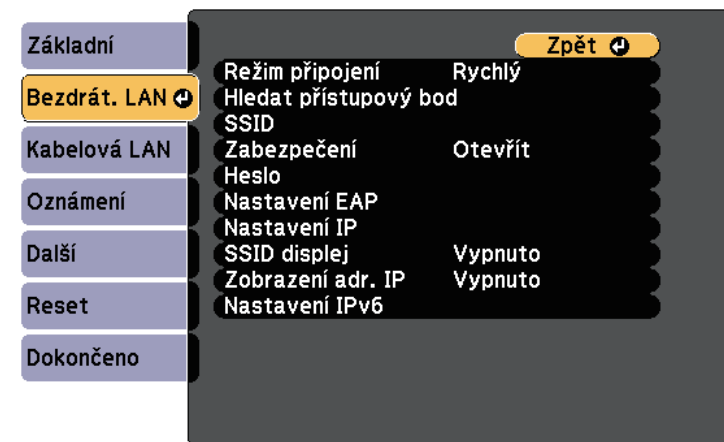 Základní
Bezdrát. LAN
Kabelová LAN
Oznámení
Další
Reset
Dokončeno
Zpět
Režim připojení Rychlý
Hledat přístupový bod
SSID
Zabezpečení Otevřít
Heslo
Nastavení EAP
Nastavení IP
SSID displej Vypnuto
Zobrazení adr. IP Vypnuto
Nastavení IPv6